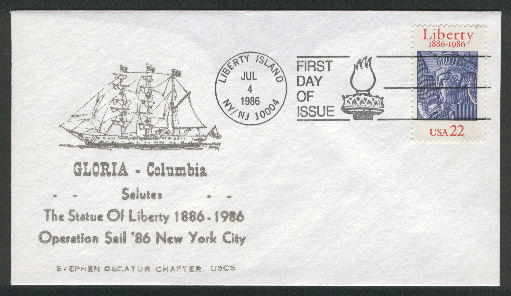 Liberty
1886-1986
USA 22
LIBERTY ISLAND
JUL
4
1986
NY/NJ 10004
FIRST
DAY
OF
ISSUE
GLORIA - Columbia
- - Salutes - -
The Statue Of Liberty 1886-1986
Operation Sail '86 New York City
STEPHEN DECATUR CHAPTER, USCS